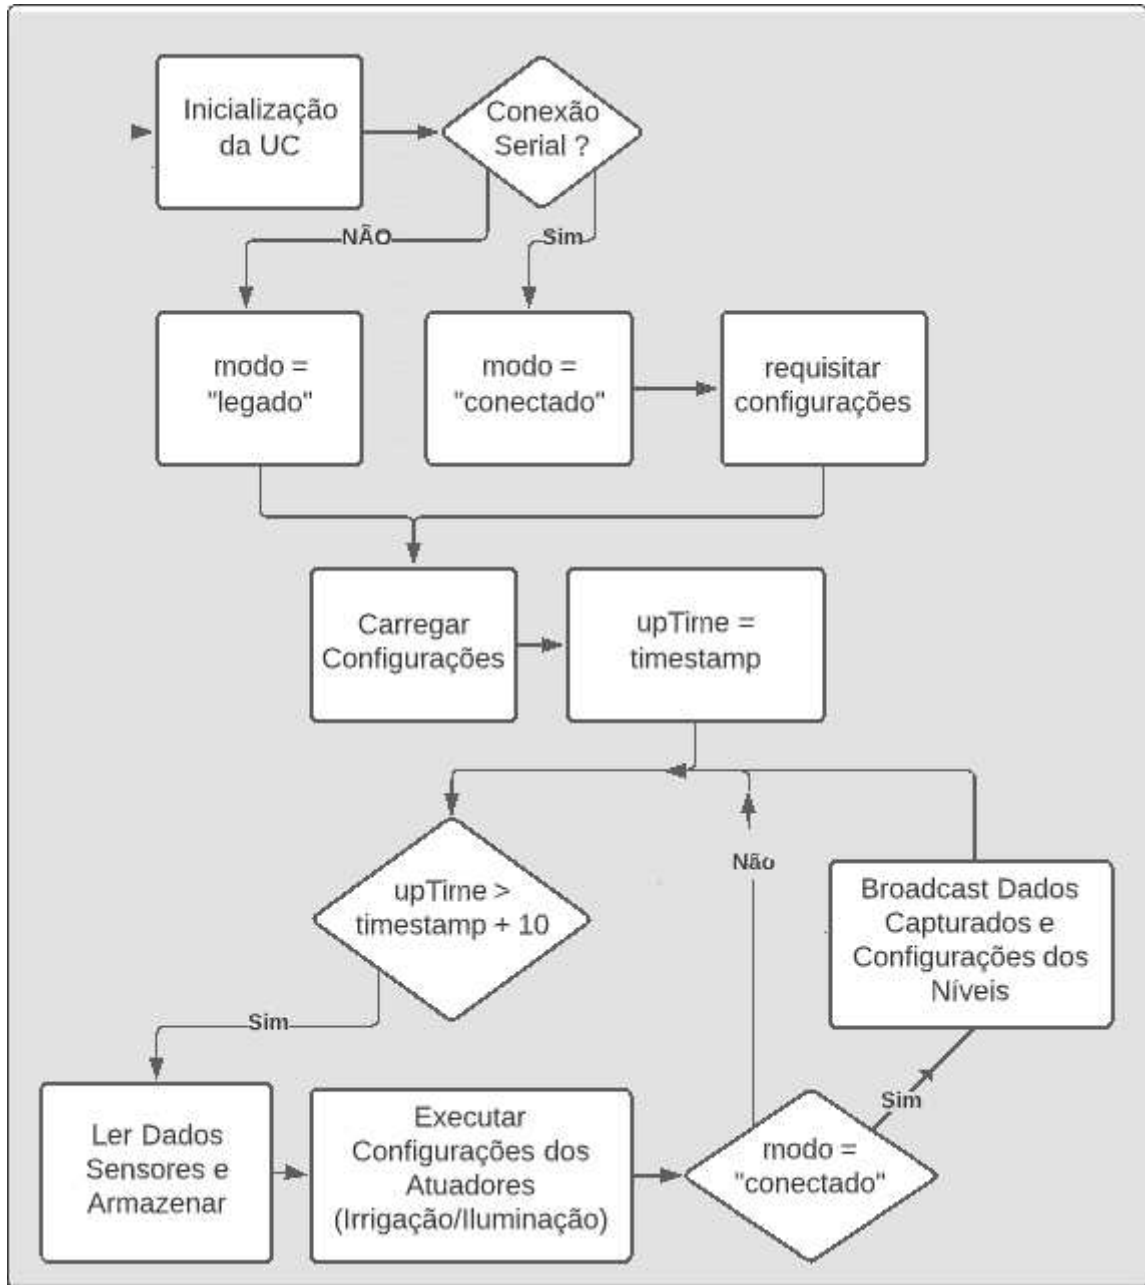 Inicialização
da UC
Conexão
Serial ?
NÃO
Sim
modo =
"legado"
modo =
"conectado"
requisitar
configurações
Carregar
Configurações
upTime =
timestamp
upTime >
timestamp + 10
Não
Broadcast Dados
Capturados e
Configurações dos
Níveis
Sim
Sim
Ler Dados
Sensores e
Armazenar
Executar
Configurações dos
Atuadores
(Irrigação/Iluminação)
modo =
"conectado"